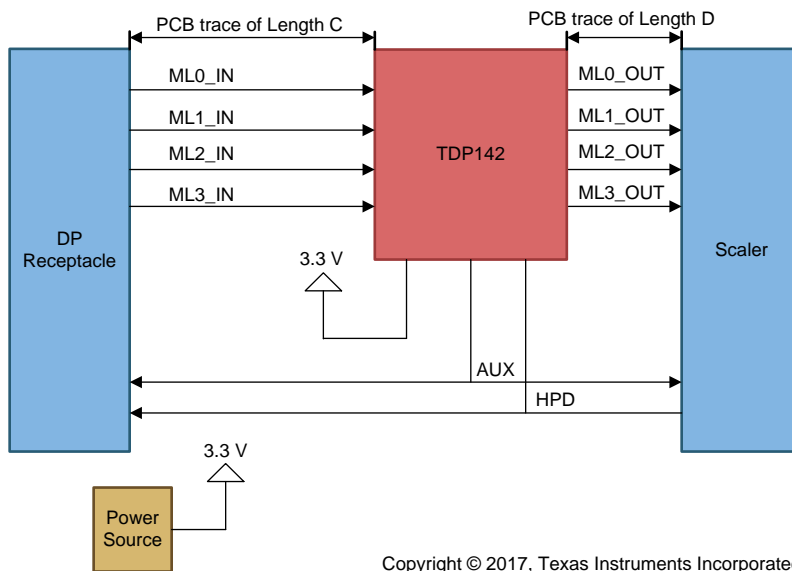 PCB trace of Length C
PCB trace of Length D
ML0_IN
ML0_OUT
ML1_IN
ML1_OUT
TDP142
ML2_IN
ML2_OUT
ML3_IN
ML3_OUT
DP
Receptacle
Scaler
3.3 V
AUX
HPD
3.3 V
Power
Source
Copyright © 2017, Texas Instruments Incorporate